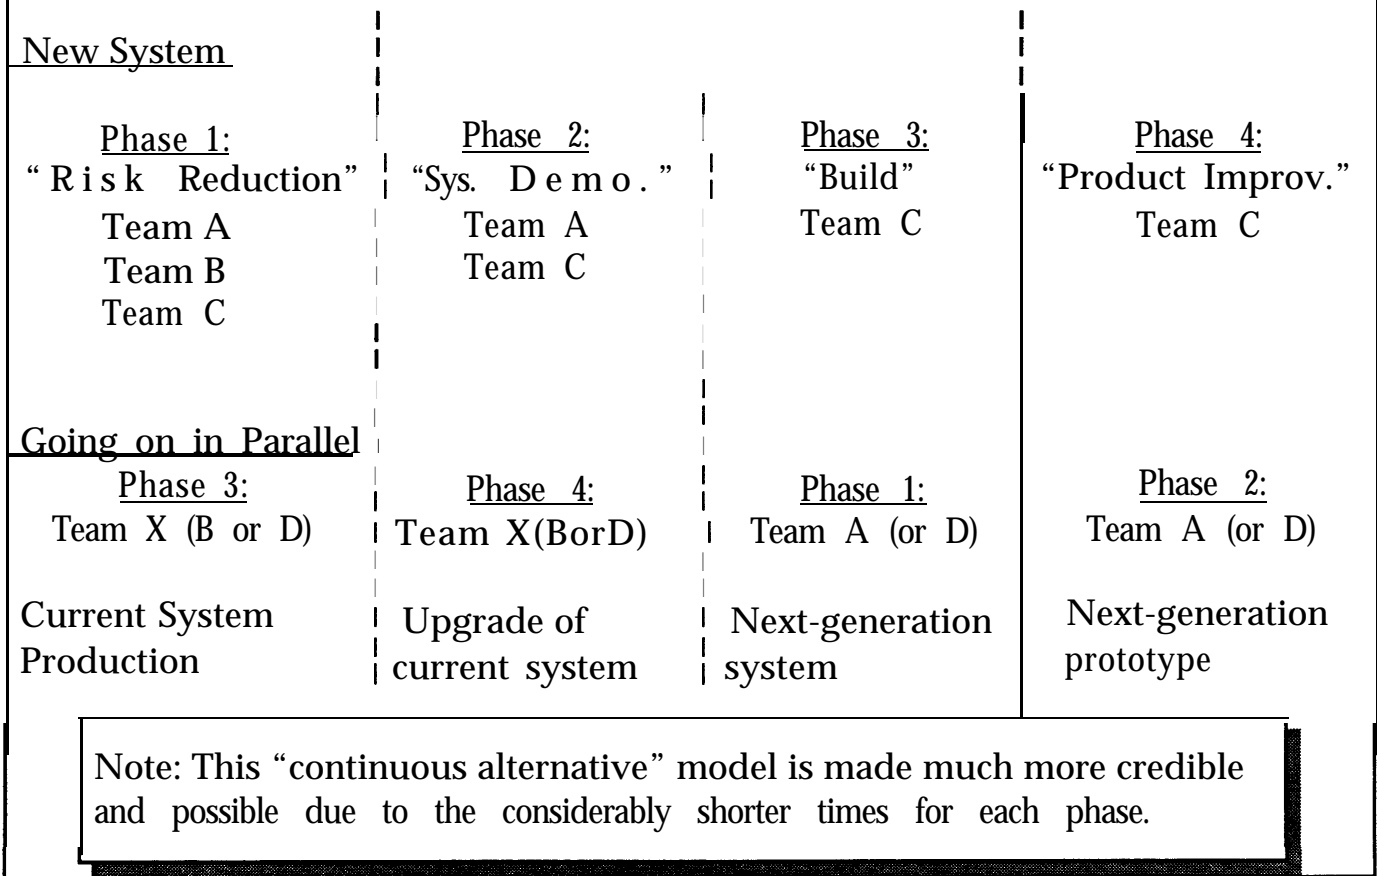 New System
Phase 1:
“Risk Reduction”
Team A
Team B
Team C
Phase 2:
“Sys. Demo.”
Team A
Team C
Phase 3:
“Build”
Team C
Phase 4:
“Product Improv.”
Team C
Going on in Parallel
Phase 3:
Team X (B or D)
Current System
Production
Phase 4:
Team X(BorD)
Upgrade of
current system
Phase 1:
Team A (or D)
Next-generation
system
Phase 2:
Team A (or D)
Next-generation
prototype
Note: This “continuous alternative” model is made much more credible
and possible due to the considerably shorter times for each phase.